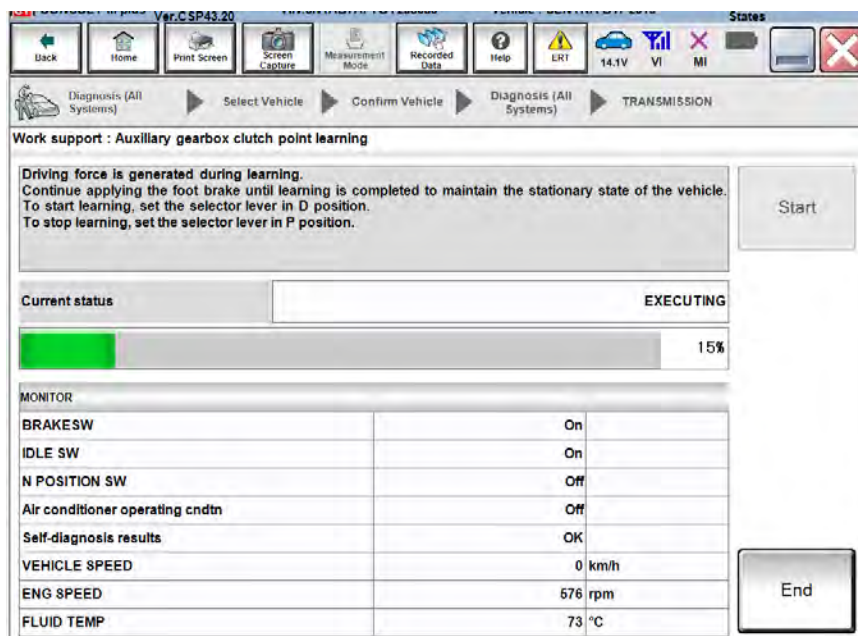 Ver.CSP43.20
States
Back
Home
Print Screen
Screen Capture
Measurement Mode
Recorded Data
Help
ERT
14.1V
VI
MI
Diagnosis (All Systems)
Select Vehicle
Confirm Vehicle
Diagnosis (All Systems)
TRANSMISSION
Work support : Auxiliary gearbox clutch point learning
Driving force is generated during learning.
Continue applying the foot brake until learning is completed to maintain the stationary state of the vehicle.
To start learning, set the selector lever in D position.
To stop learning, set the selector lever in P position.
Start
Current status EXECUTING
15%
MONITOR
BRAKESW On
IDLE SW On
N POSITION SW Off
Air conditioner operating cndtn Off
Self-diagnosis results OK
VEHICLE SPEED 0 km/h
ENG SPEED 576 rpm
FLUID TEMP 73 °C
End